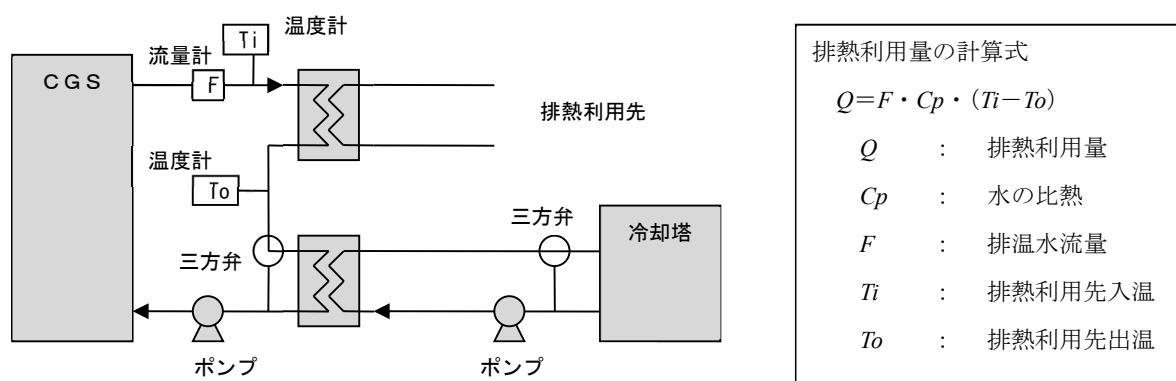 CGS
流量計
F
Ti
温度計
排熱利用先
温度計
To
三方弁
ポンプ
三方弁
冷却塔
ポンプ
排熱利用量の計算式
Q=F・Cp・(Ti-To)
Q : 排熱利用量
Cp : 水の比熱
F : 排温水流量
Ti : 排熱利用先入温
To : 排熱利用先出温